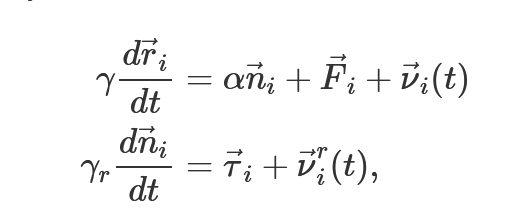 γ dr⃗ᵢ/dt = αn⃗ᵢ + F⃗ᵢ + ν⃗ᵢ(t)
γᵣ dn⃗ᵢ/dt = τ⃗ᵢ + ν⃗ᵢʳ(t),